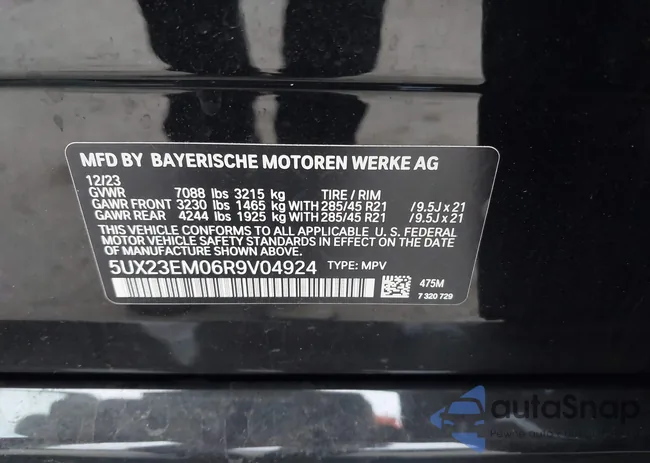 MFD BY BAYERISCHE MOTOREN WERKE AG
12/23
GVWR 7088 lbs 3215 kg TIRE / RIM
GAWR FRONT 3230 lbs 1465 kg WITH 285/45 R21 / 9.5J x 21
GAWR REAR 4244 lbs 1925 kg WITH 285/45 R21 / 9.5J x 21
THIS VEHICLE CONFORMS TO ALL APPLICABLE U. S. FEDERAL
MOTOR VEHICLE SAFETY STANDARDS IN EFFECT ON THE DATE OF
MANUFACTURE SHOWN ABOVE.
5UX23EM06R9V04924 TYPE: MPV
475M
7 320 729
autoSnap
Pewne auto